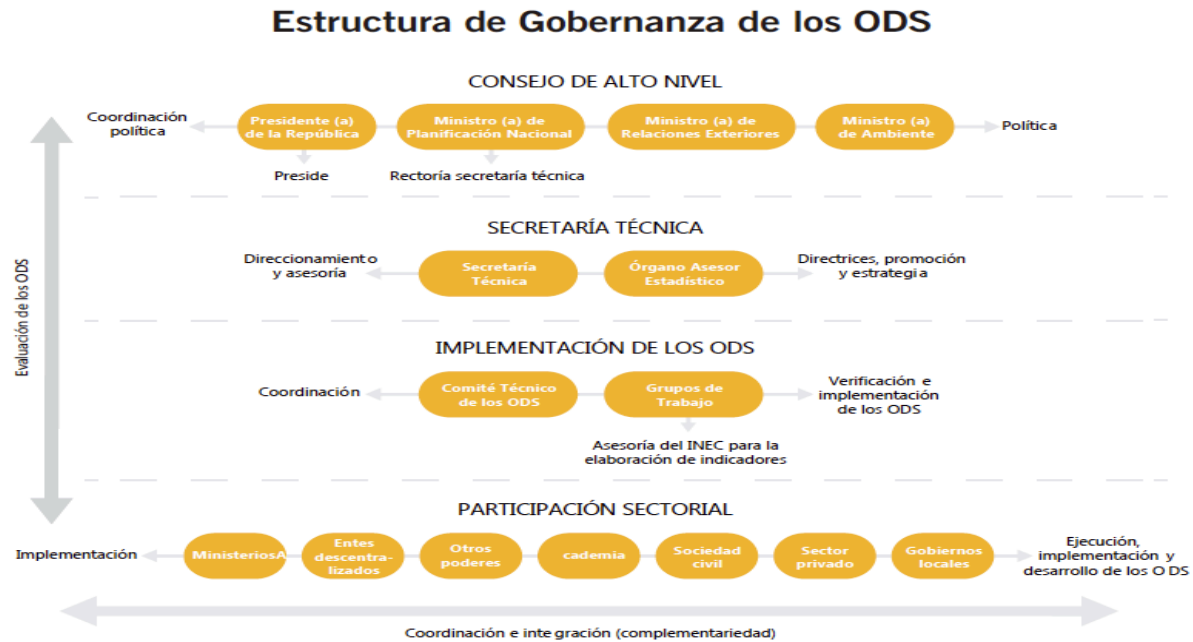 Estructura de Gobernanza de los ODS
CONSEJO DE ALTO NIVEL
Coordinación
política
Presidente (a)
de la República
Ministro (a) de
Planificación Nacional
Ministro (a) de
Relaciones Exteriores
Ministro (a)
de Ambiente
Política
Preside
Rectoría secretaría técnica
SECRETARÍA TÉCNICA
Direccionamiento
y asesoría
Secretaría
Técnica
Órgano Asesor
Estadístico
Directrices, promoción
y estrategia
Evaluación de los ODS
IMPLEMENTACIÓN DE LOS ODS
Coordinación
Comité Técnico
de los ODS
Grupos de
Trabajo
Verificación e
implementación
de los ODS
Asesoría del INEC para la
elaboración de indicadores
PARTICIPACIÓN SECTORIAL
Implementación
MinisteriosA
Entes
descentra-
lizados
Otros
poderes
cademia
Sociedad
civil
Sector
privado
Gobiernos
locales
Ejecución,
implementación y
desarrollo de los O DS
Coordinación e inte gración (complementariedad)